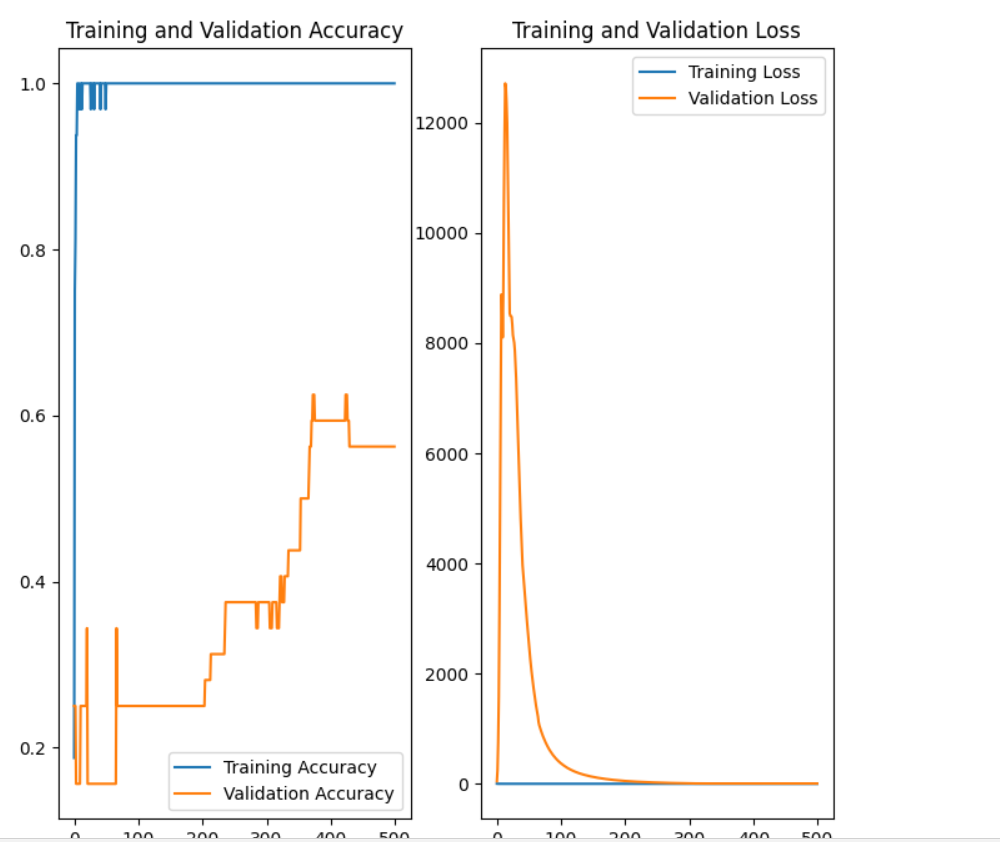 Training and Validation Accuracy
1.0
0.8
0.6
0.4
0.2
Training Accuracy
Validation Accuracy
0 100 200 300 400 500
Training and Validation Loss
Training Loss
Validation Loss
12000
10000
8000
6000
4000
2000
0
0 100 200 300 400 500